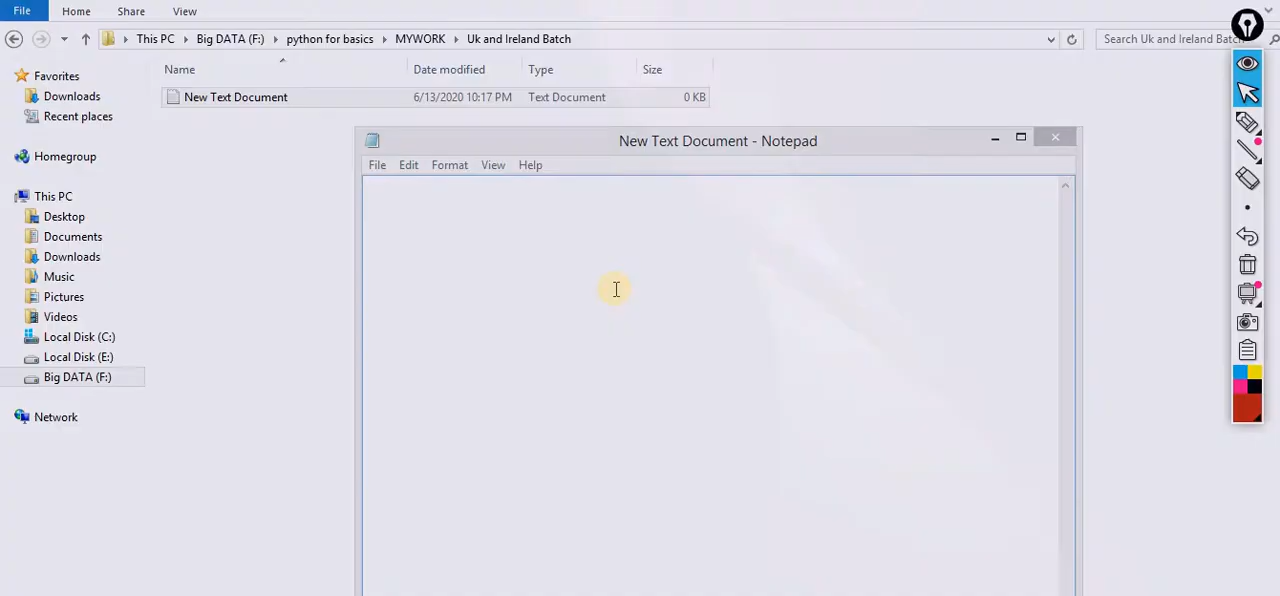 File Home Share View
This PC Big DATA (F:) python for basics MYWORK Uk and Ireland Batch Search Uk and Ireland Batch
Name Date modified Type Size
New Text Document 6/13/2020 10:17 PM Text Document 0 KB
Favorites
Downloads
Recent places
Homegroup
This PC
Desktop
Documents
Downloads
Music
Pictures
Videos
Local Disk (C:)
Local Disk (E:)
Big DATA (F:)
Network
New Text Document - Notepad
File Edit Format View Help